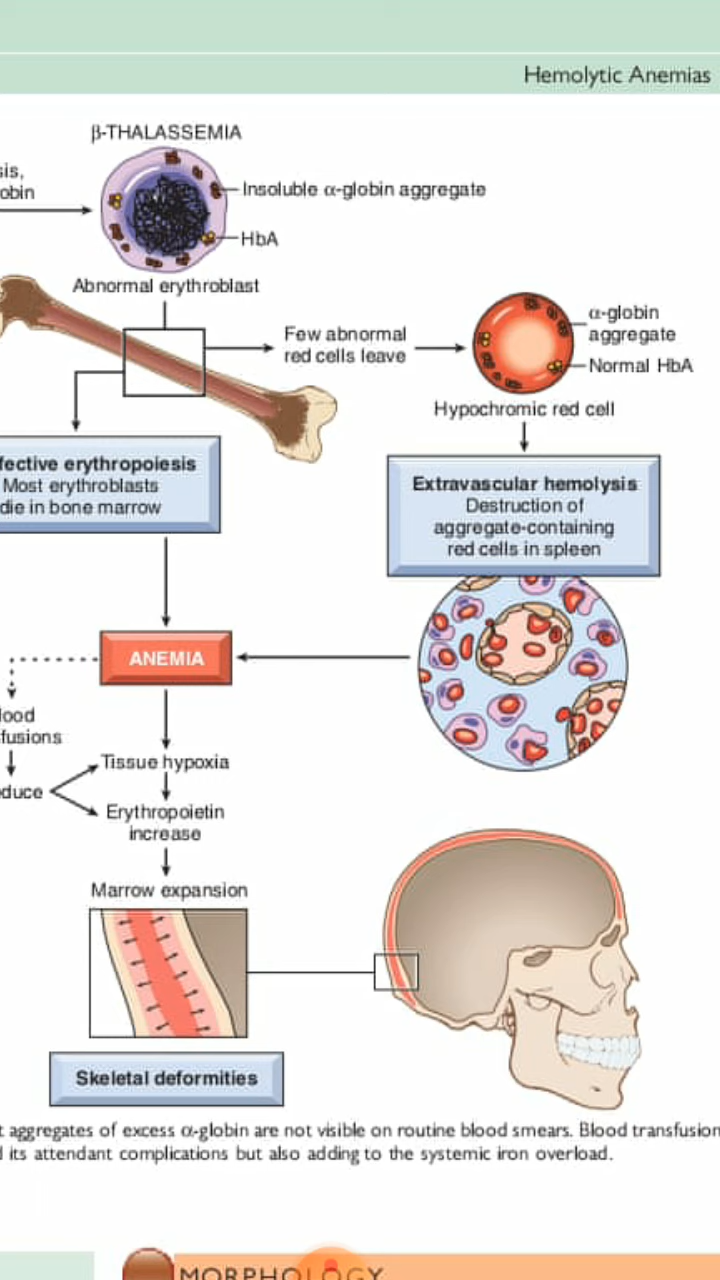 Hemolytic Anemias
β-THALASSEMIA
sis,
obin
Insoluble α-globin aggregate
HbA
Abnormal erythroblast
Few abnormal
red cells leave
α-globin
aggregate
Normal HbA
Hypochromic red cell
fective erythropoiesis
Most erythroblasts
die in bone marrow
Extravascular hemolysis
Destruction of
aggregate-containing
red cells in spleen
ANEMIA
lood
fusions
duce
Tissue hypoxia
Erythropoietin
increase
Marrow expansion
Skeletal deformities
t aggregates of excess α-globin are not visible on routine blood smears. Blood transfusion
d its attendant complications but also adding to the systemic iron overload.
MORPHOLOGY